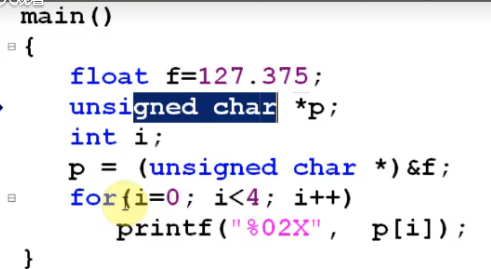 main()
{
float f=127.375;
unsigned char *p;
int i;
p = (unsigned char *)&f;
for(i=0; i<4; i++)
printf("%02X", p[i]);
}